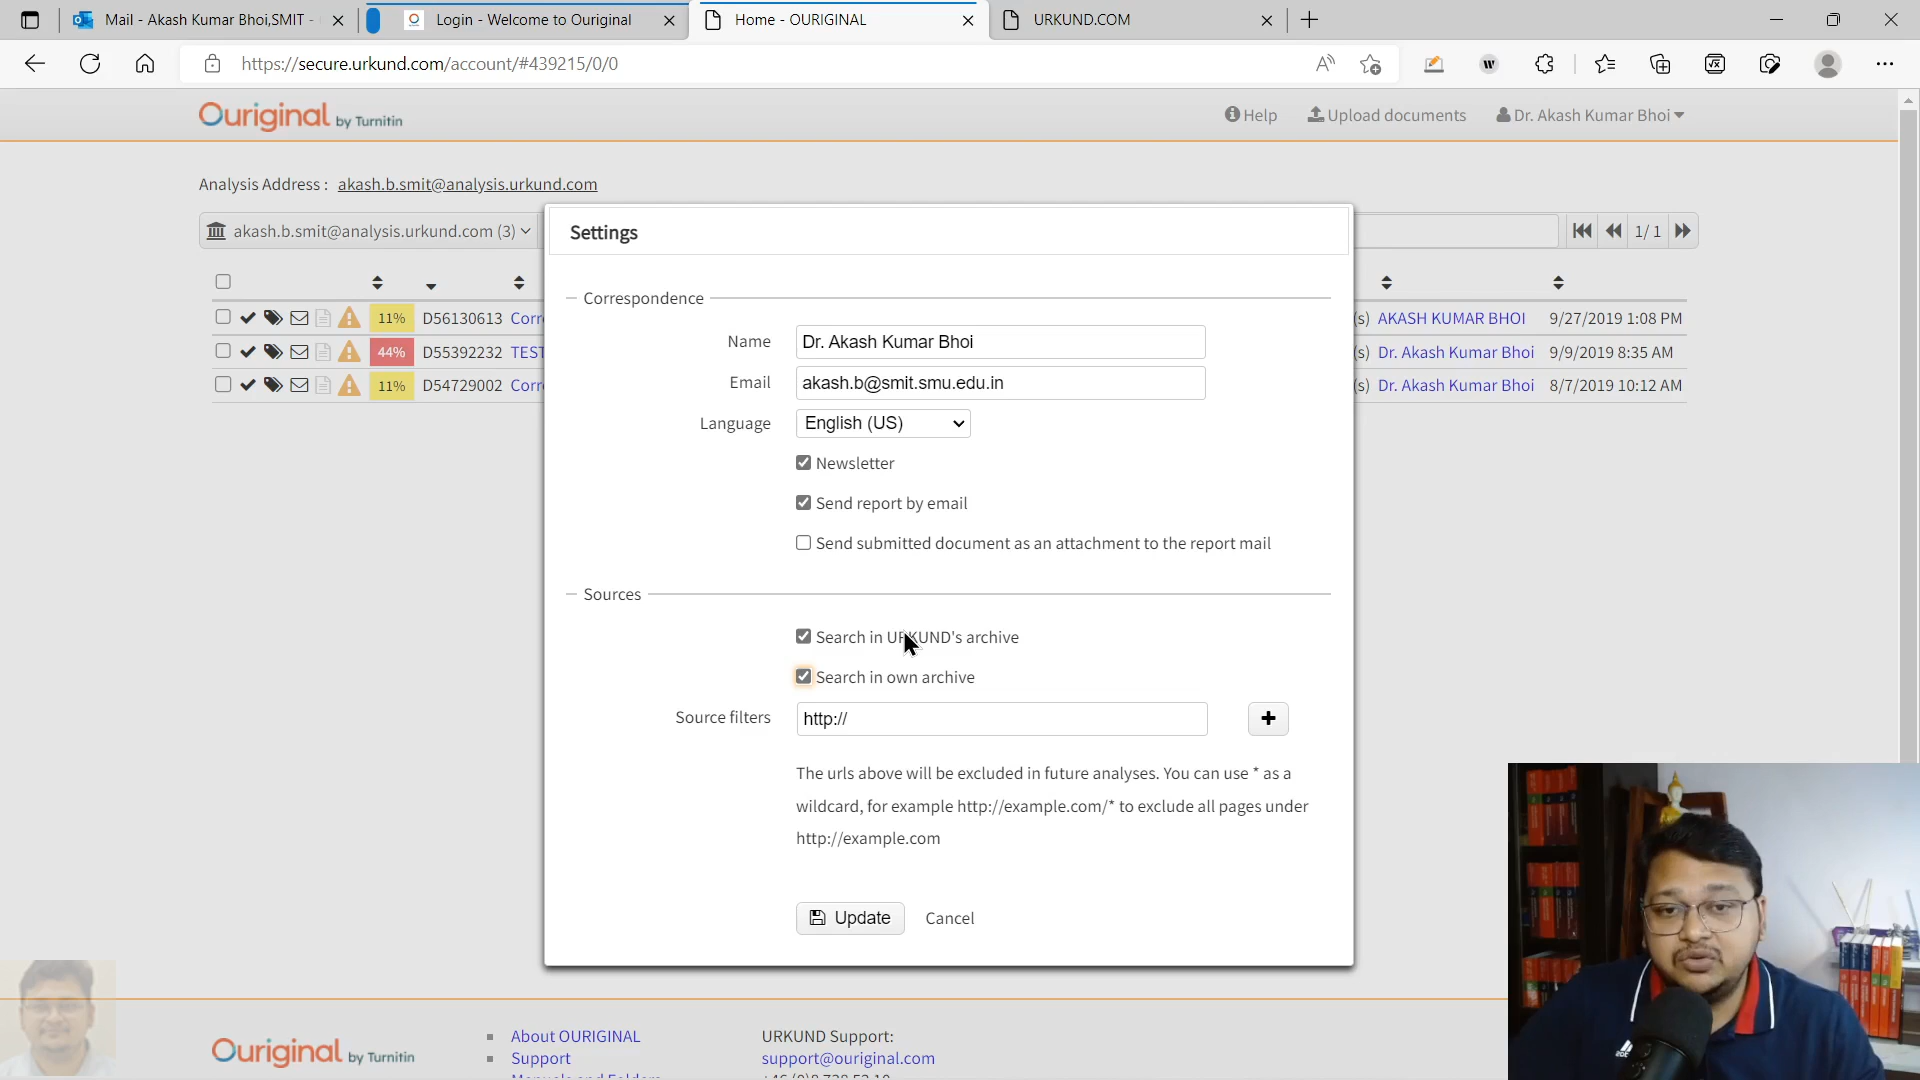 Mail - Akash Kumar Bhoi,SMIT -
Login - Welcome to Ouriginal
Home - OURIGINAL
URKUND.COM
https://secure.urkund.com/account/#439215/0/0
Ouriginal by Turnitin
Help
Upload documents
Dr. Akash Kumar Bhoi
Analysis Address : akash.b.smit@analysis.urkund.com
akash.b.smit@analysis.urkund.com (3)
1/ 1
11% D56130613 Corr
(s) AKASH KUMAR BHOI 9/27/2019 1:08 PM
44% D55392232 TEST
(s) Dr. Akash Kumar Bhoi 9/9/2019 8:35 AM
11% D54729002 Corr
(s) Dr. Akash Kumar Bhoi 8/7/2019 10:12 AM
Settings
Correspondence
Name Dr. Akash Kumar Bhoi
Email akash.b@smit.smu.edu.in
Language English (US)
Newsletter
Send report by email
Send submitted document as an attachment to the report mail
Sources
Search in URKUND's archive
Search in own archive
Source filters http://
The urls above will be excluded in future analyses. You can use * as a
wildcard, for example http://example.com/* to exclude all pages under
http://example.com
Update Cancel
Ouriginal by Turnitin
About OURIGINAL
Support
URKUND Support:
support@ouriginal.com